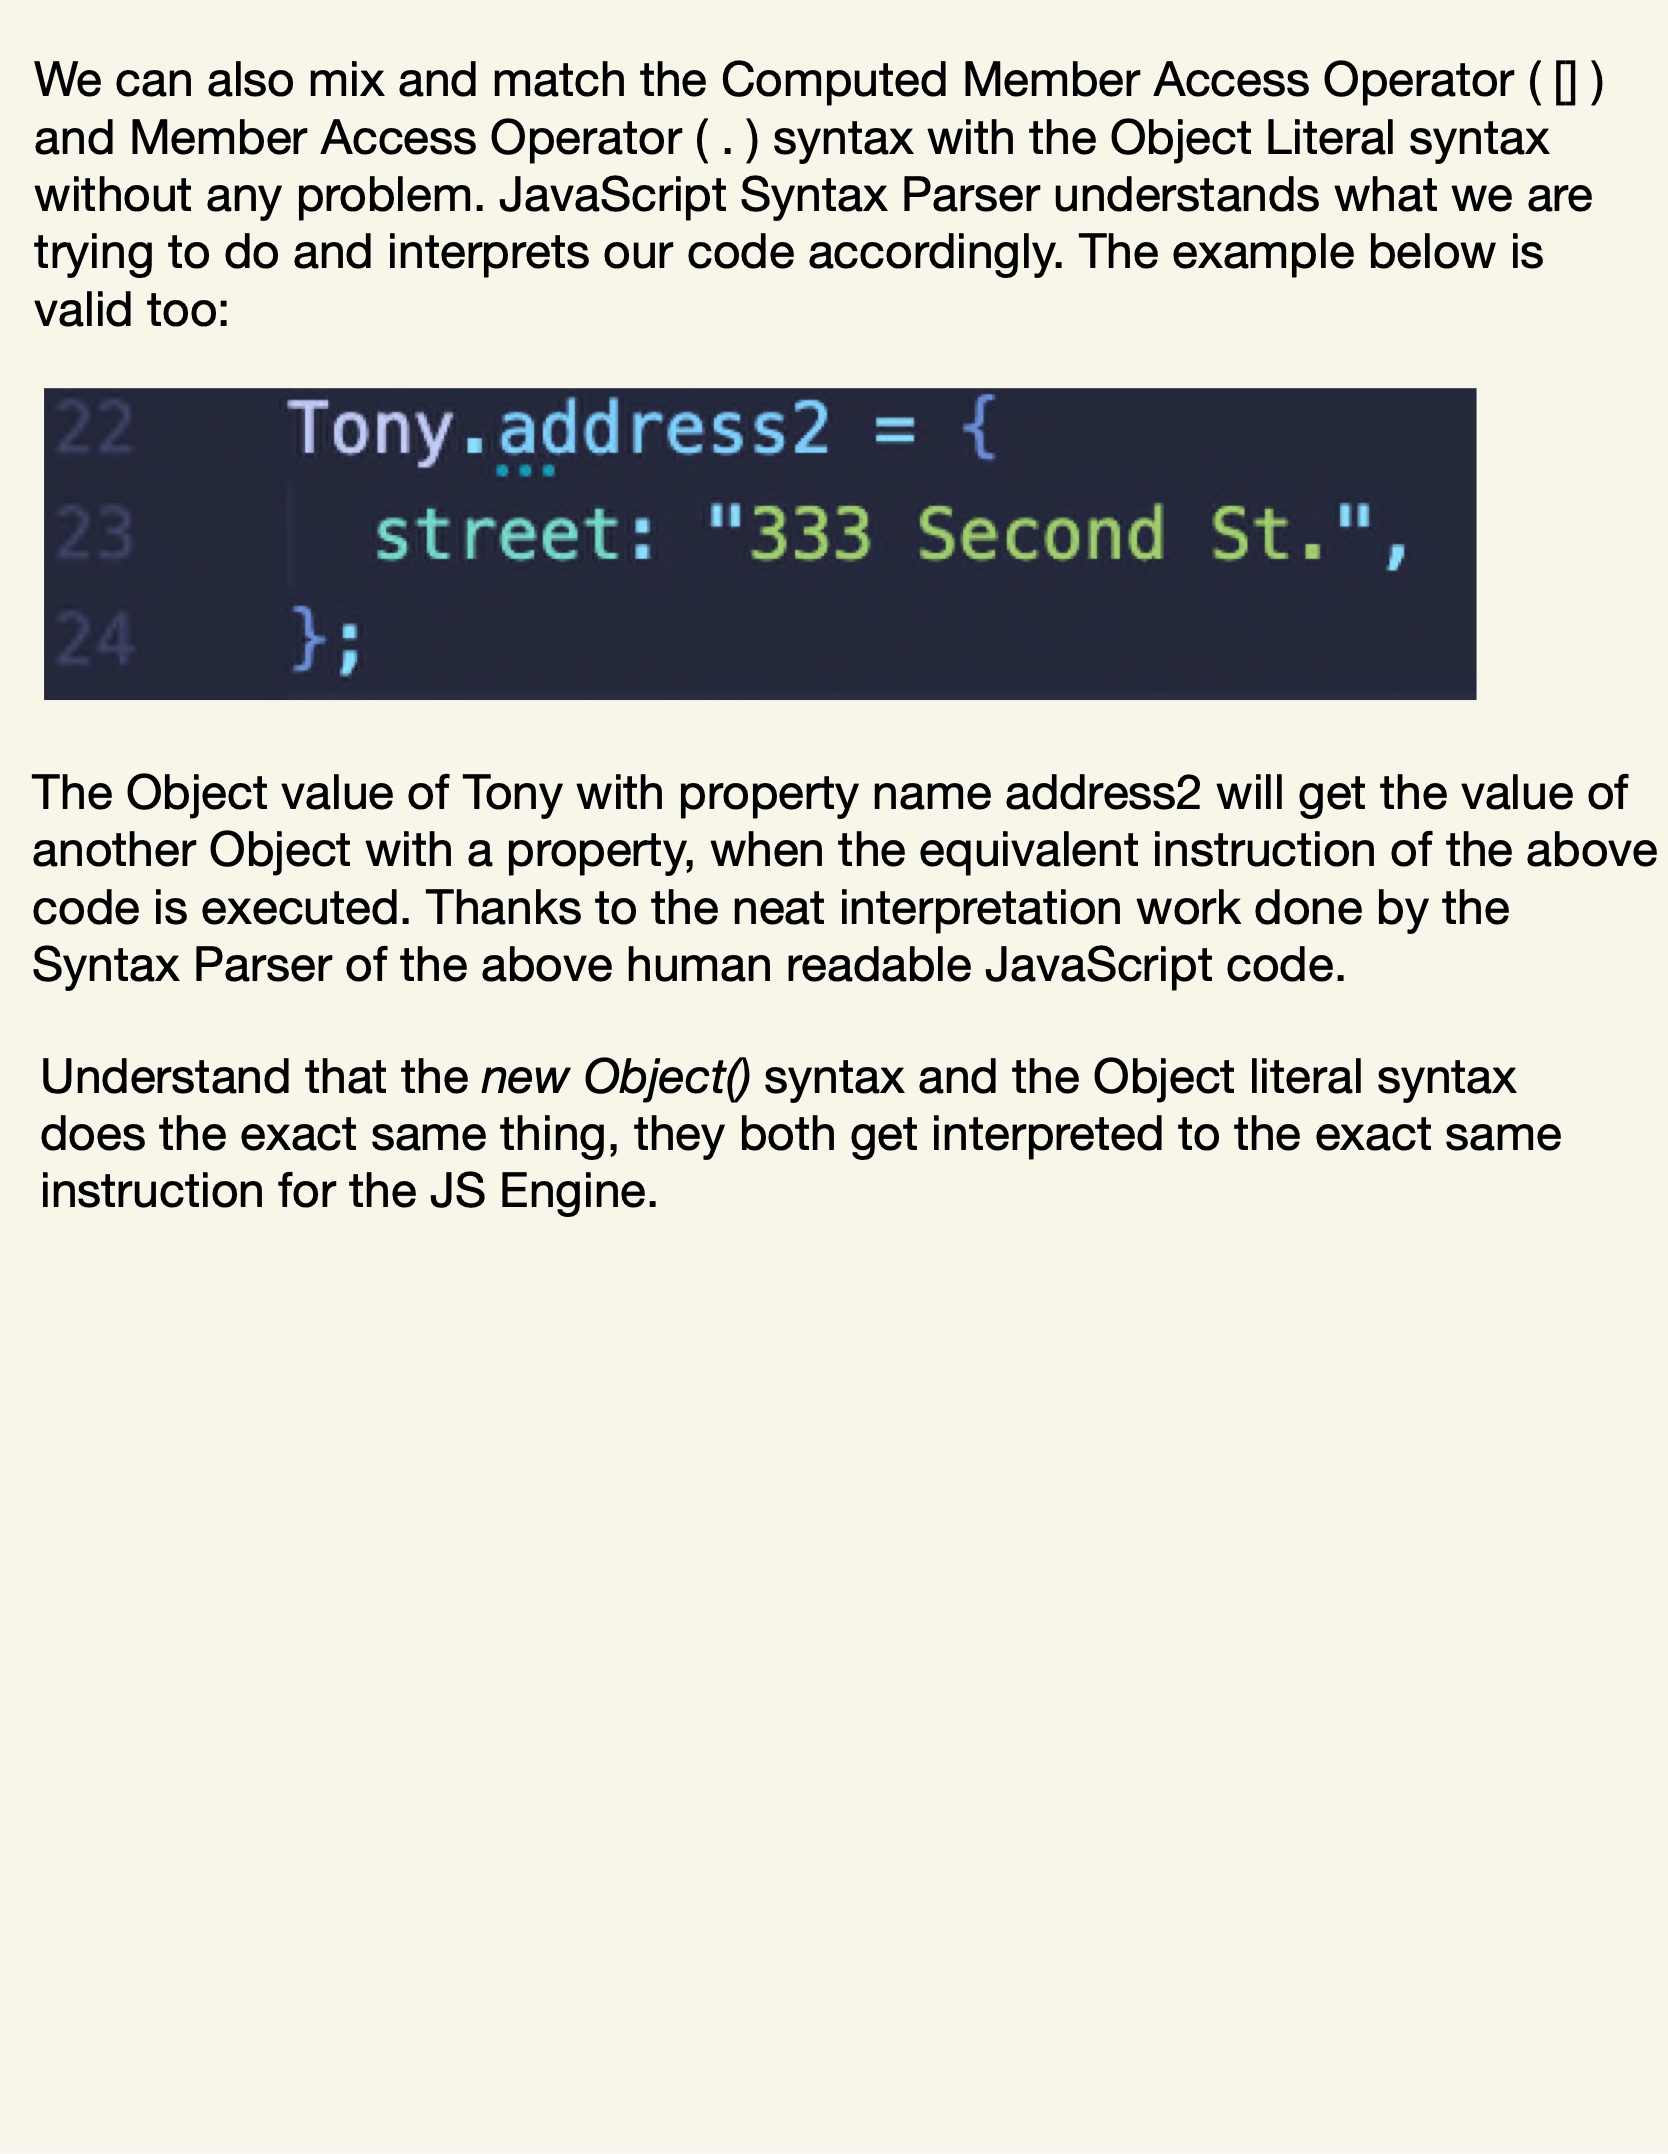 We can also mix and match the Computed Member Access Operator ( [] )
and Member Access Operator ( . ) syntax with the Object Literal syntax
without any problem. JavaScript Syntax Parser understands what we are
trying to do and interprets our code accordingly. The example below is
valid too:
22 Tony.address2 = {
23 street: "333 Second St.",
24 };
The Object value of Tony with property name address2 will get the value of
another Object with a property, when the equivalent instruction of the above
code is executed. Thanks to the neat interpretation work done by the
Syntax Parser of the above human readable JavaScript code.
Understand that the new Object() syntax and the Object literal syntax
does the exact same thing, they both get interpreted to the exact same
instruction for the JS Engine.